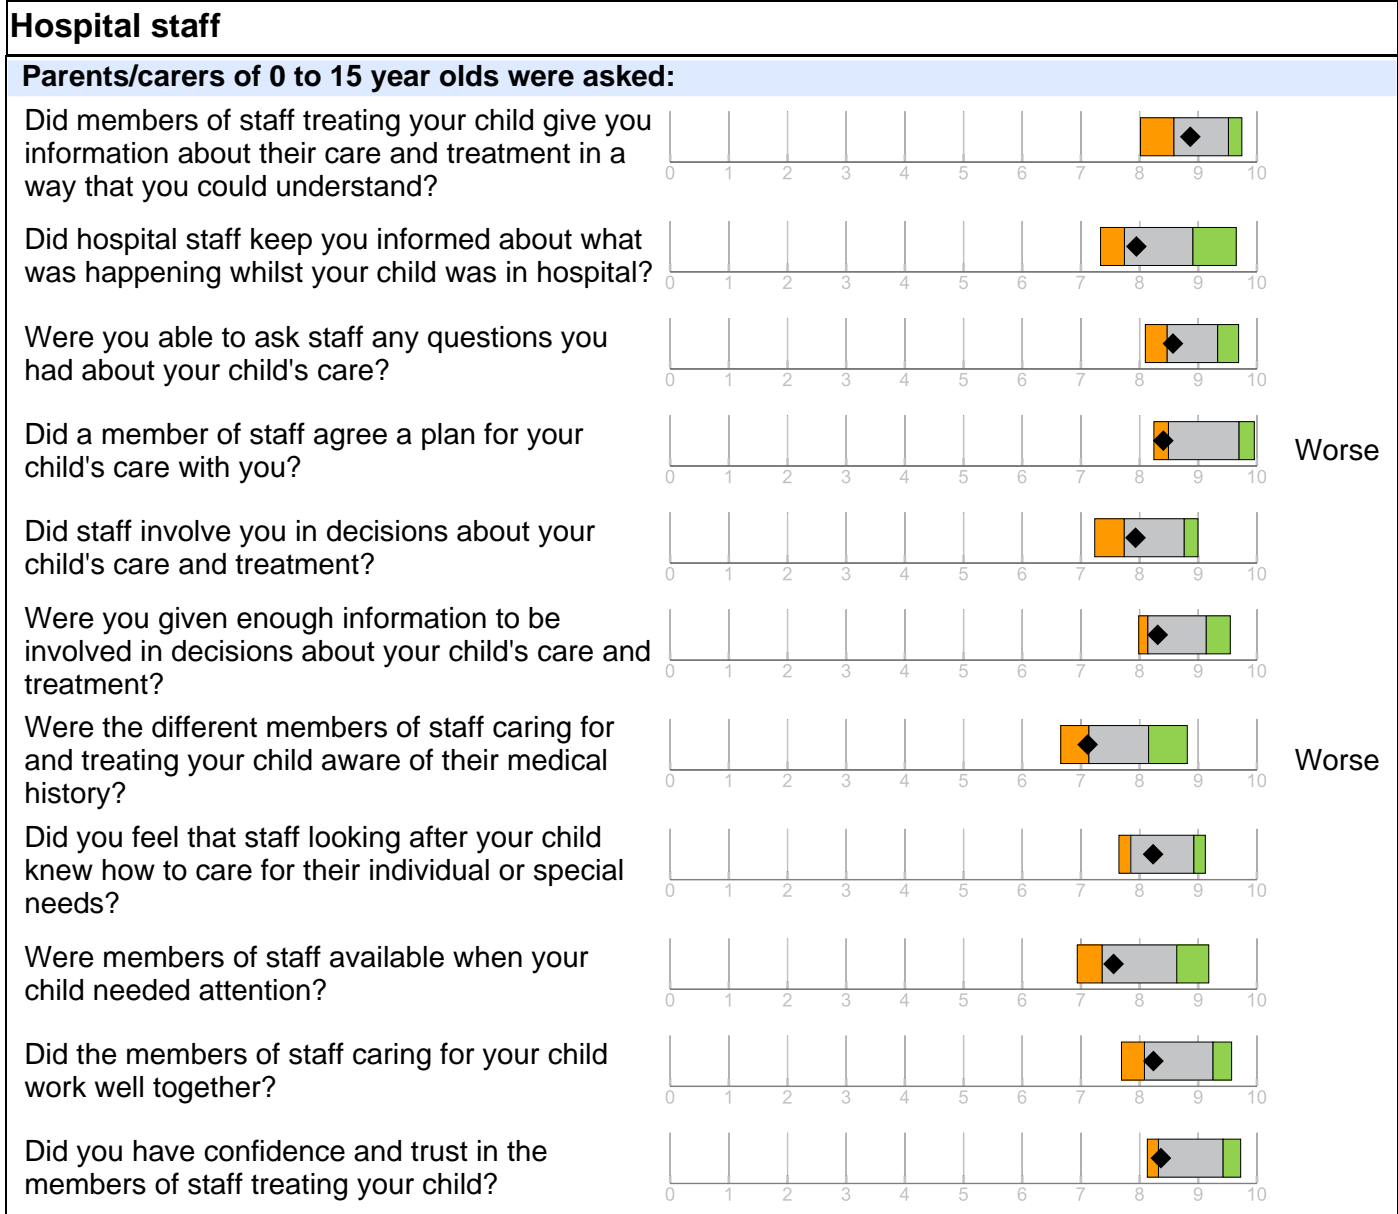 Hospital staff
Parents/carers of 0 to 15 year olds were asked:
Did members of staff treating your child give you
information about their care and treatment in a
way that you could understand?
0 1 2 3 4 5 6 7 8 9 10
Did hospital staff keep you informed about what
was happening whilst your child was in hospital?
0 1 2 3 4 5 6 7 8 9 10
Were you able to ask staff any questions you
had about your child's care?
0 1 2 3 4 5 6 7 8 9 10
Did a member of staff agree a plan for your
child's care with you?
Worse
0 1 2 3 4 5 6 7 8 9 10
Did staff involve you in decisions about your
child's care and treatment?
0 1 2 3 4 5 6 7 8 9 10
Were you given enough information to be
involved in decisions about your child's care and
treatment?
0 1 2 3 4 5 6 7 8 9 10
Were the different members of staff caring for
and treating your child aware of their medical
history?
Worse
0 1 2 3 4 5 6 7 8 9 10
Did you feel that staff looking after your child
knew how to care for their individual or special
needs?
0 1 2 3 4 5 6 7 8 9 10
Were members of staff available when your
child needed attention?
0 1 2 3 4 5 6 7 8 9 10
Did the members of staff caring for your child
work well together?
0 1 2 3 4 5 6 7 8 9 10
Did you have confidence and trust in the
members of staff treating your child?
0 1 2 3 4 5 6 7 8 9 10